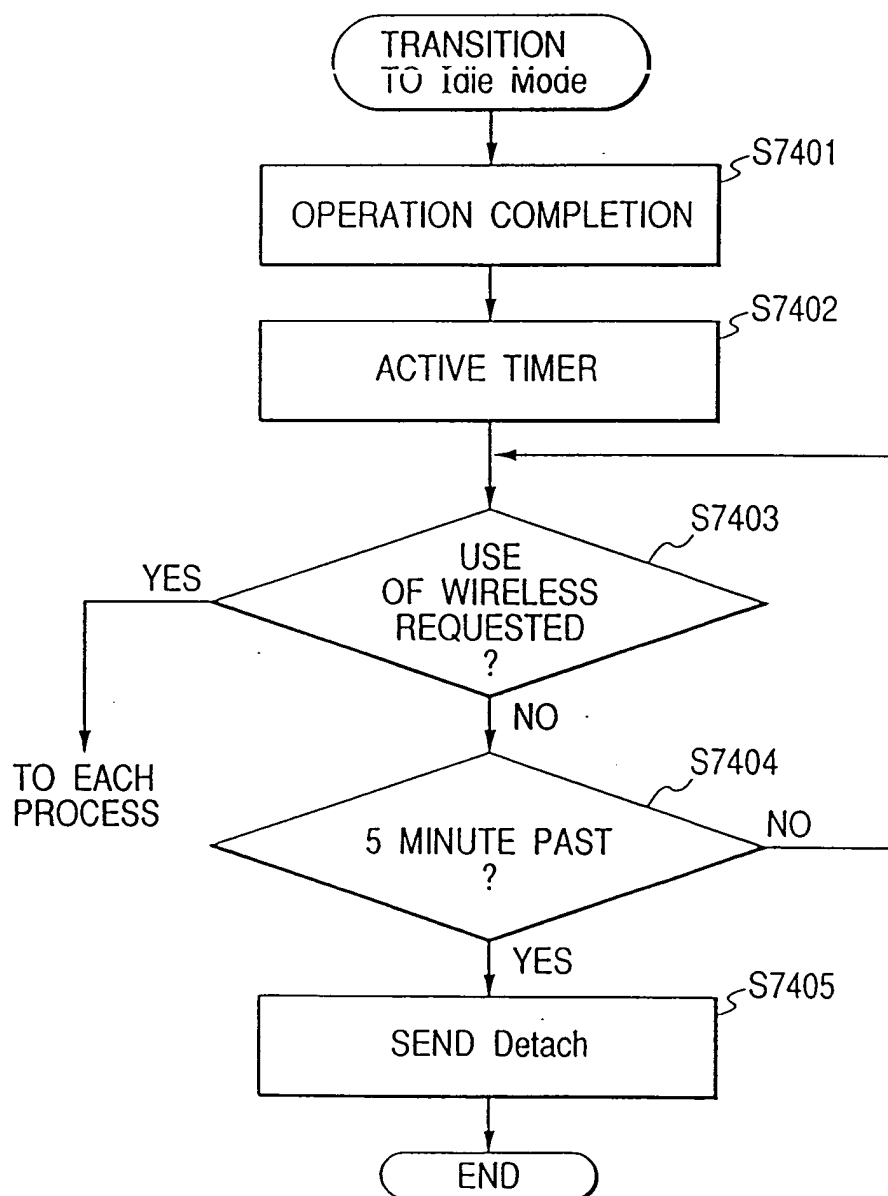 TRANSITION
TO Idle Mode
S7401
OPERATION COMPLETION
S7402
ACTIVE TIMER
S7403
USE
OF WIRELESS
REQUESTED
?
YES
NO
TO EACH
PROCESS
S7404
5 MINUTE PAST
?
NO
YES
S7405
SEND Detach
END